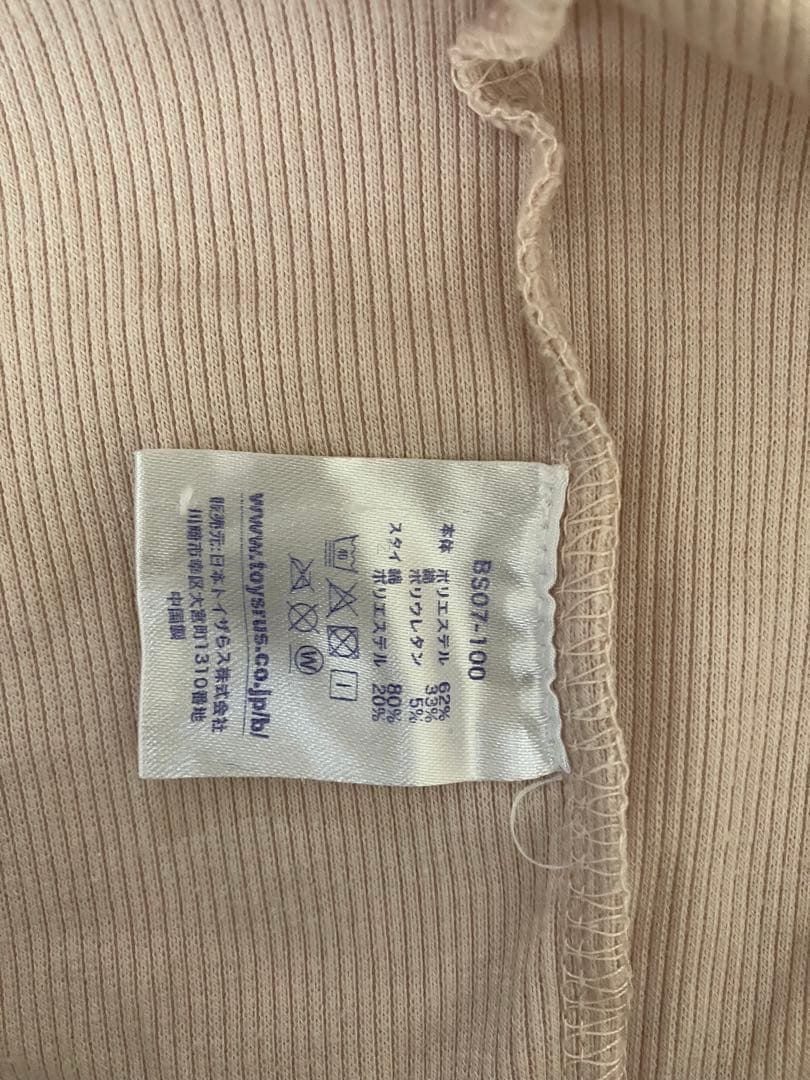 BS07-100
本体 ポリエステル 62%
綿 33%
ポリウレタン 5%
スタイ 綿 80%
ポリエステル 20%
W
www.toysrus.co.jp/b/
販売元:日本トイザらス株式会社
川崎市幸区大宮町1310番地
中国製